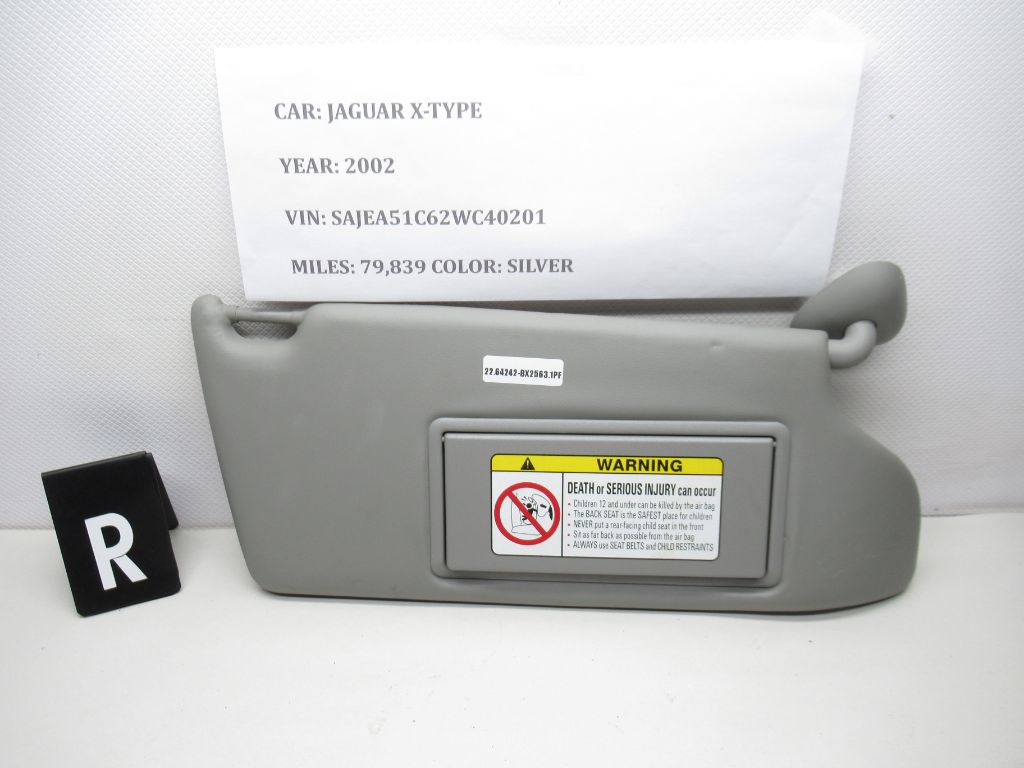 CAR: JAGUAR X-TYPE
YEAR: 2002
VIN: SAJEA51C62WC40201
MILES: 79,839 COLOR: SILVER
22.64242-BX2563.1PF
R
WARNING
DEATH or SERIOUS INJURY can occur
• Children 12 and under can be killed by the air bag
• The BACK SEAT is the SAFEST place for children
• NEVER put a rear-facing child seat in the front
• Sit as far back as possible from the air bag
• ALWAYS use SEAT BELTS and CHILD RESTRAINTS